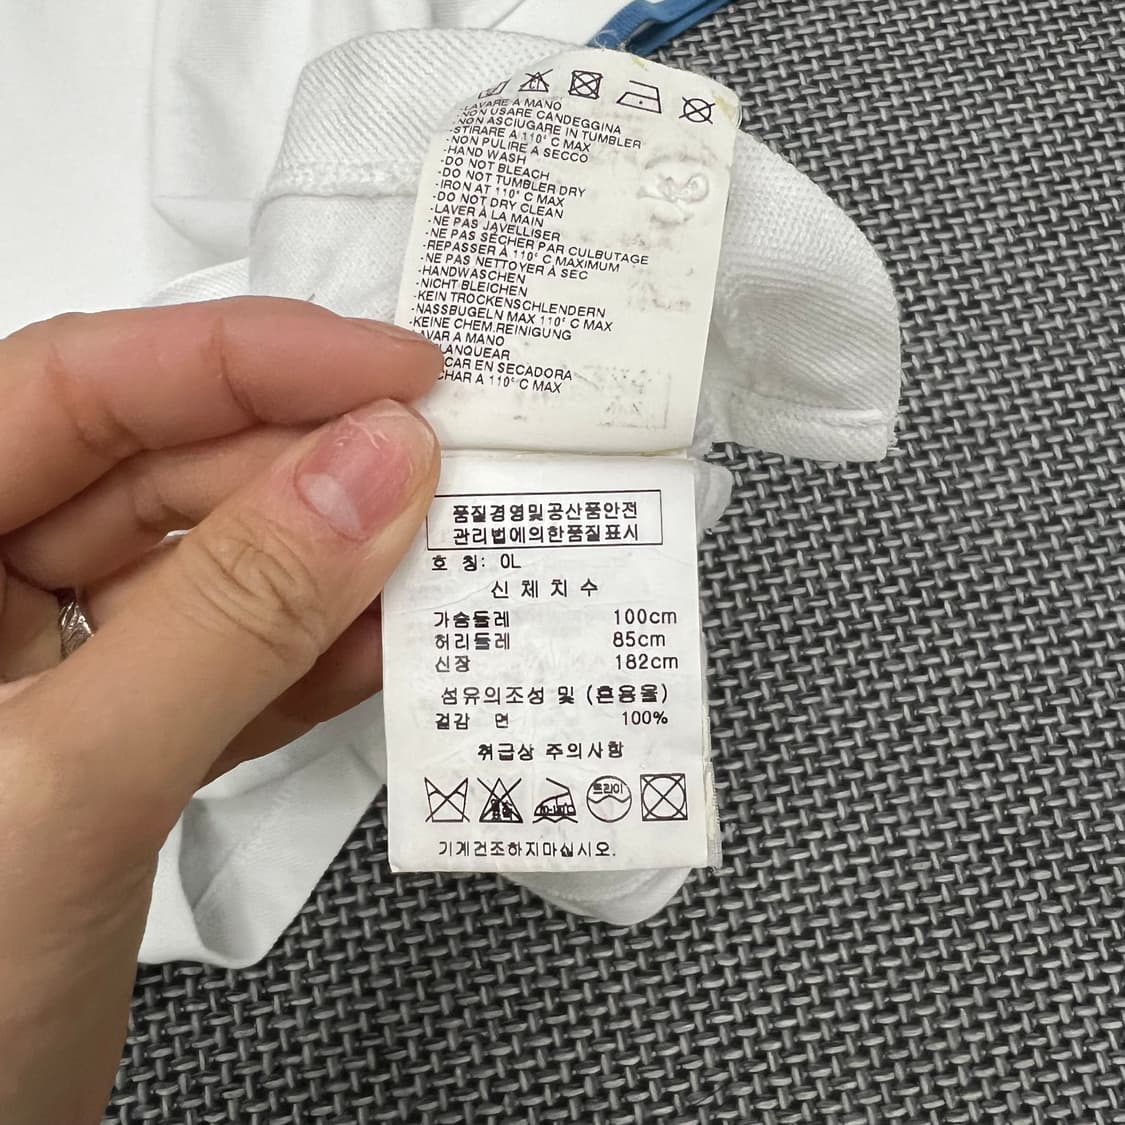 -LAVARE A MANO
-NON USARE CANDEGGINA
-NON ASCIUGARE IN TUMBLER
-STIRARE A 110° C MAX
-NON PULIRE A SECCO
-HAND WASH
-DO NOT BLEACH
-DO NOT TUMBLER DRY
-IRON AT 110° C MAX
-DO NOT DRY CLEAN
-LAVER À LA MAIN
-NE PAS JAVELLISER
-NE PAS SÉCHER PAR CULBUTAGE
-REPASSER À 110° C MAXIMUM
-NE PAS NETTOYER À SEC
-HANDWASCHEN
-NICHT BLEICHEN
-KEIN TROCKENSCHLENDERN
-NASSBUGELN MAX 110° C MAX
-KEINE CHEM.REINIGUNG
LAVAR A MANO
LANQUEAR
CAR EN SECADORA
CHAR A 110° C MAX
품질경영및공산품안전
관리법에의한품질표시
호 칭: 0L
신 체 치 수
가슴둘레 100cm
허리둘레 85cm
신장 182cm
섬유의조성 및 (혼용율)
겉감 면 100%
취급상 주의사항
드라이
기계건조하지마십시오.